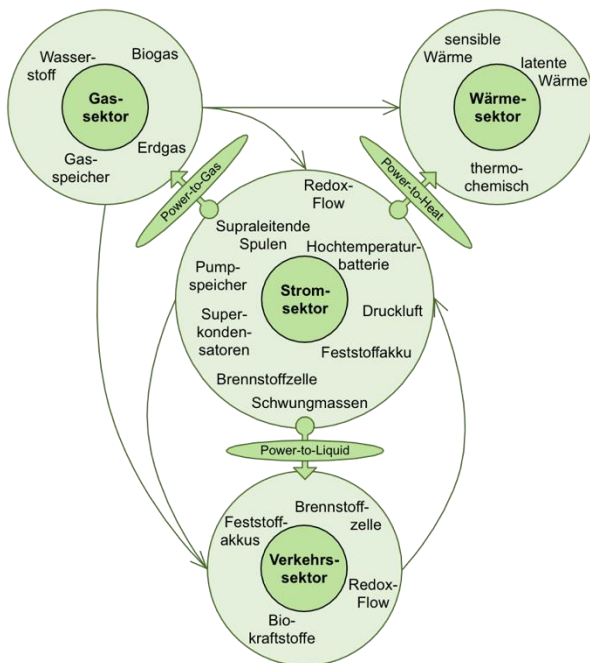 Wasser-
stoff
Biogas
Gas-
sektor
Gas-
speicher
Erdgas
sensible
Wärme
latente
Wärme
Wärme-
sektor
thermo-
chemisch
Power-to-Gas
Power-to-Heat
Redox-
Flow
Supraleitende
Spulen
Hochtemperatur-
batterie
Pump-
speicher
Strom-
sektor
Druckluft
Super-
konden-
satoren
Feststoffakku
Brennstoffzelle
Schwungmassen
Power-to-Liquid
Brennstoff-
zelle
Feststoff-
akkus
Verkehrs-
sektor
Redox-
Flow
Bio-
kraftstoffe